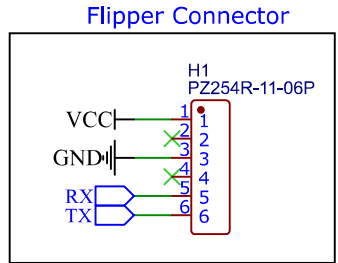 Flipper Connector
H1
PZ254R-11-06P
VCC 1 1
2 2
GND 3 3
4 4
RX 5 5
TX 6 6